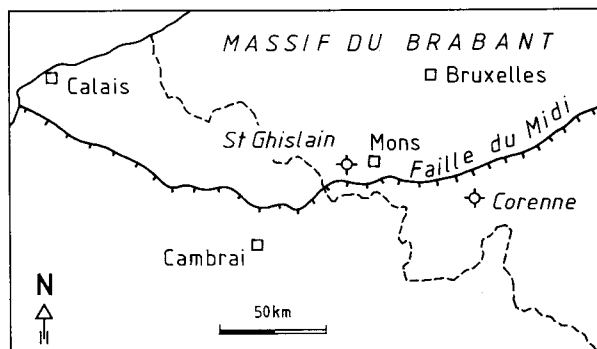 MASSIF DU BRABANT
Calais
Bruxelles
St Ghislain
Mons
Faille du Midi
Corenne
Cambrai
N
50km